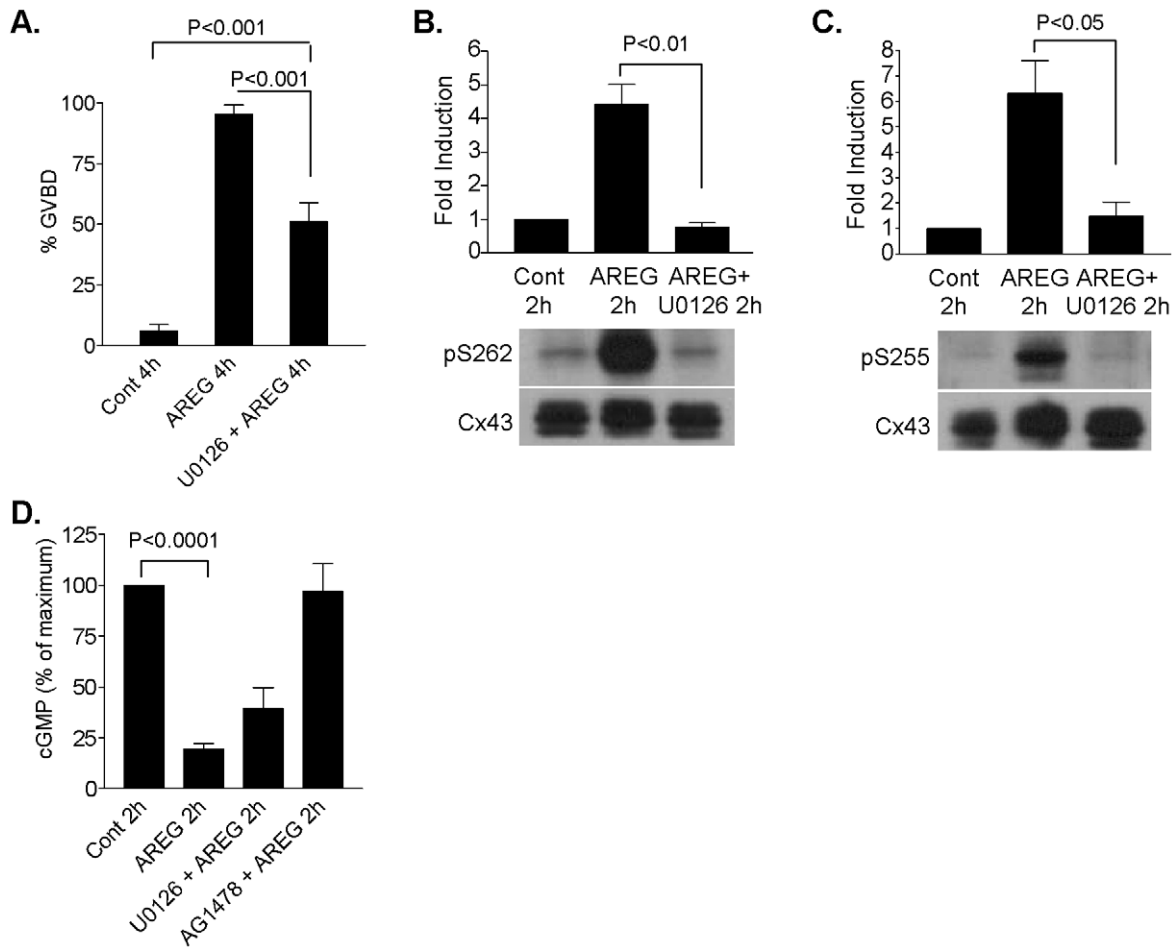 A.
P<0.001
P<0.001
% GVBD
100
75
50
25
0
Cont 4h
AREG 4h
U0126 + AREG 4h
B.
P<0.01
Fold Induction
6
5
4
3
2
1
0
Cont AREG AREG+
2h 2h U0126 2h
pS262
Cx43
C.
P<0.05
Fold Induction
8
7
6
5
4
3
2
1
0
Cont AREG AREG+
2h 2h U0126 2h
pS255
Cx43
D.
P<0.0001
cGMP (% of maximum)
125
100
75
50
25
0
Cont 2h
AREG 2h
U0126 + AREG 2h
AG1478 + AREG 2h